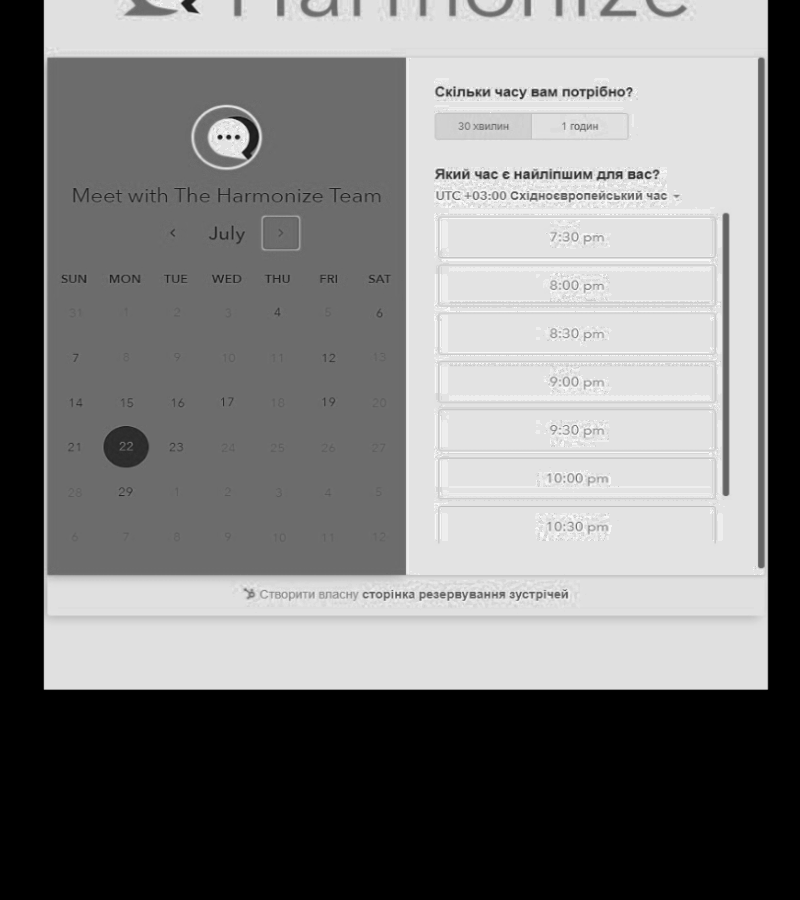 Harmonize
Meet with The Harmonize Team
‹ July ›
SUN MON TUE WED THU FRI SAT
31 1 2 3 4 5 6
7 8 9 10 11 12 13
14 15 16 17 18 19 20
21 22 23 24 25 26 27
28 29 1 2 3 4 5
6 7 8 9 10 11 12
Скільки часу вам потрібно?
30 хвилин 1 годин
Який час є найліпшим для вас?
UTC +03:00 Східноєвропейський час
7:30 pm
8:00 pm
8:30 pm
9:00 pm
9:30 pm
10:00 pm
10:30 pm
Створити власну сторінка резервування зустрічей